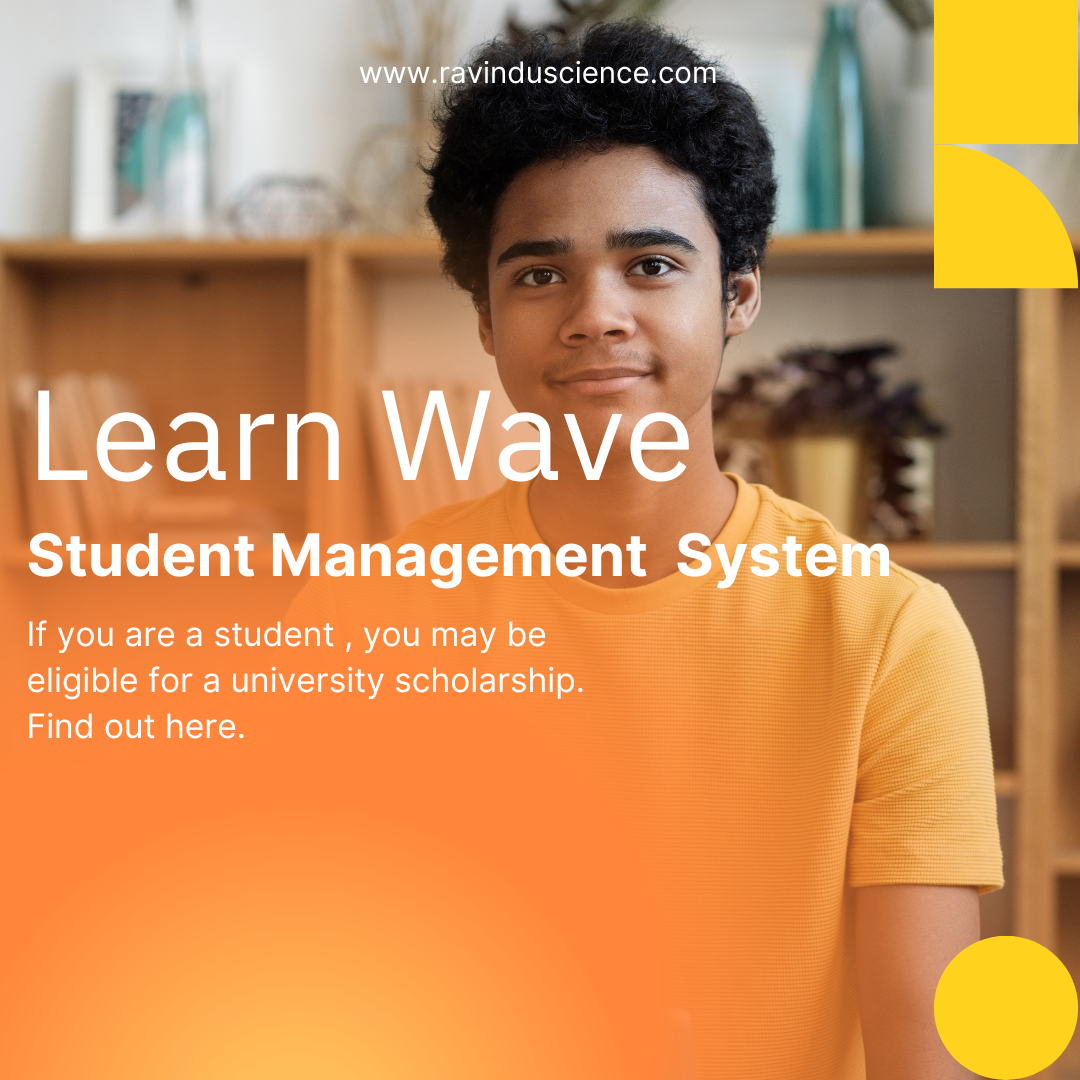 www.ravinduscience.com
Learn Wave
Student Management  System
If you are a student , you may be
eligible for a university scholarship.
Find out here.